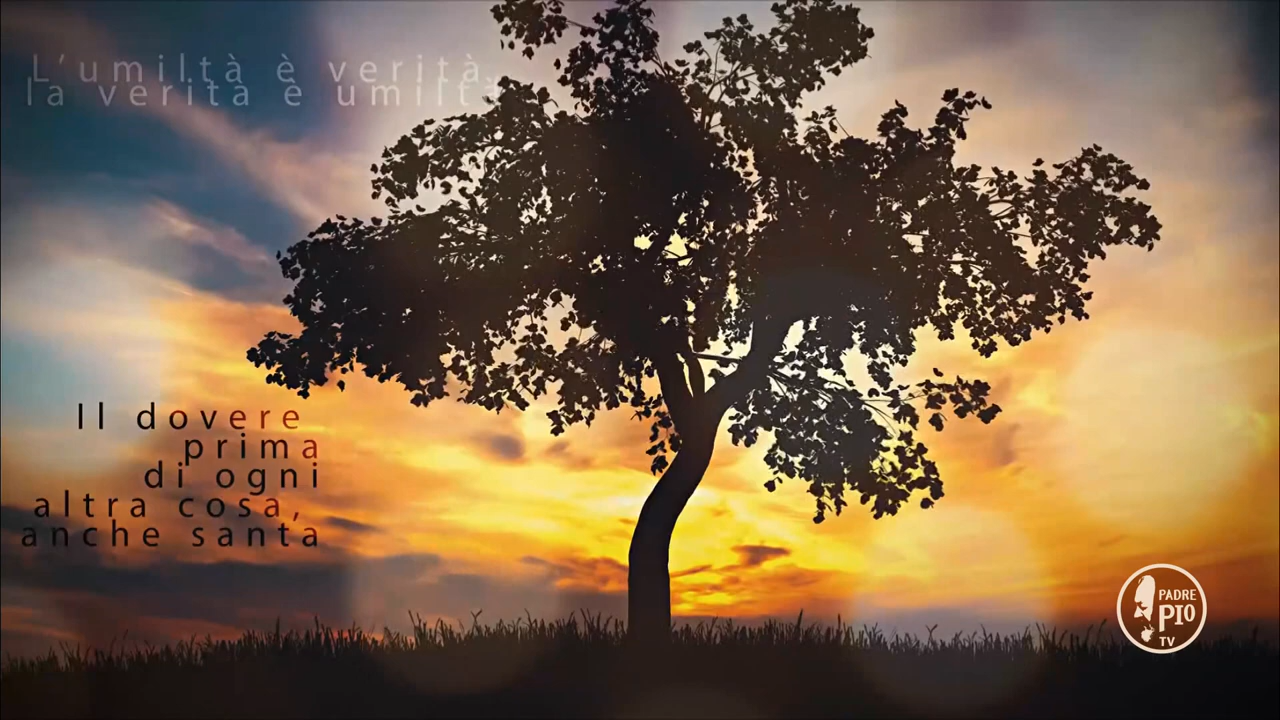 L'umiltà è verità,
la verità è umiltà
Il dovere
prima
di ogni
altra cosa,
anche santa
PADRE
PIO
TV